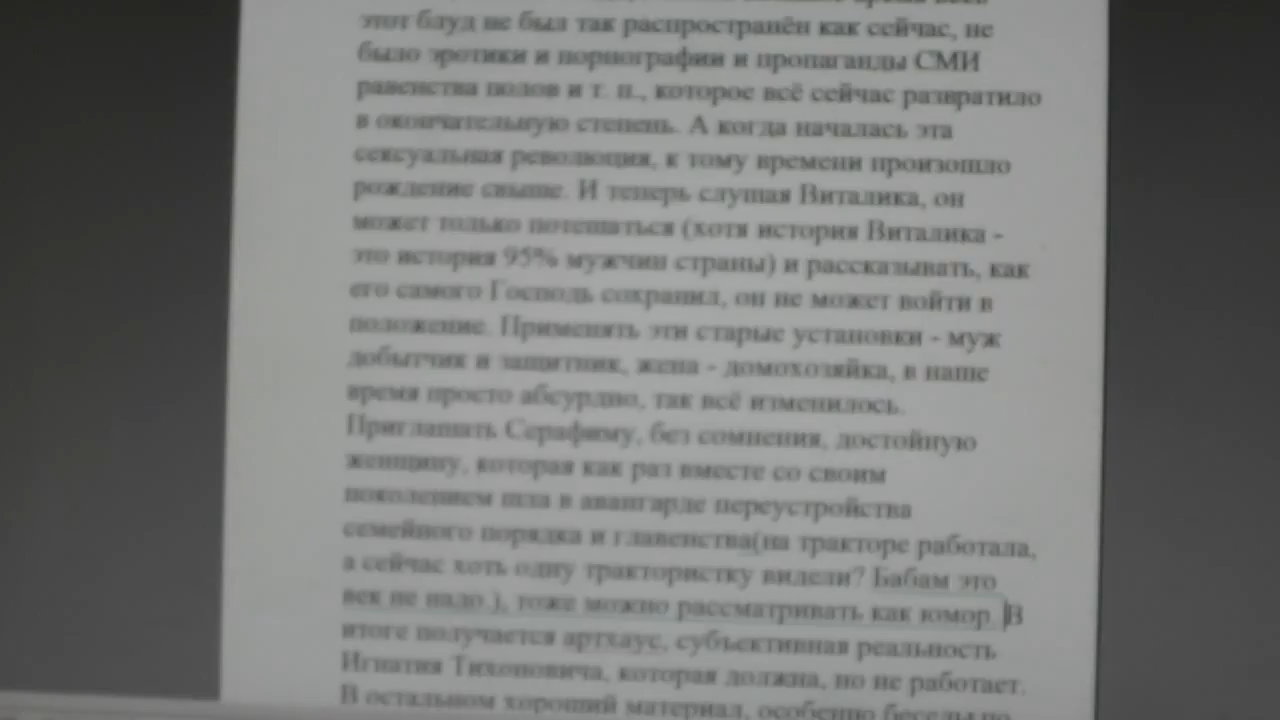 этот блуд не был так распространён как сейчас, не
было эротики и порнографии и пропаганды СМИ
равенства полов и т. п., которое всё сейчас развратило
в окончательную степень. А когда началась эта
сексуальная революция, к тому времени произошло
рождение свыше. И теперь слушая Виталика, он
может только потешаться (хотя история Виталика -
это история 95% мужчин страны) и рассказывать, как
его самого Господь сохранил, он не может войти в
положение. Применять эти старые установки - муж
добытчик и защитник, жена - домохозяйка, в наше
время просто абсурдно, так всё изменилось.
Приглашать Серафиму, без сомнения, достойную
женщину, которая как раз вместе со своим
поколением шла в авангарде переустройства
семейного порядка и главенства(на тракторе работала,
а сейчас хоть одну трактористку видели? Бабам это
век не надо.), тоже можно рассматривать как юмор. В
итоге получается артхаус, субъективная реальность
Игнатия Тихоновича, которая должна, но не работает.
В остальном хороший материал, особенно беседы по